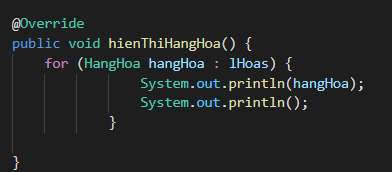 @Override
public void hienThiHangHoa() {
for (HangHoa hangHoa : lHoas) {
System.out.println(hangHoa);
System.out.println();
}
}